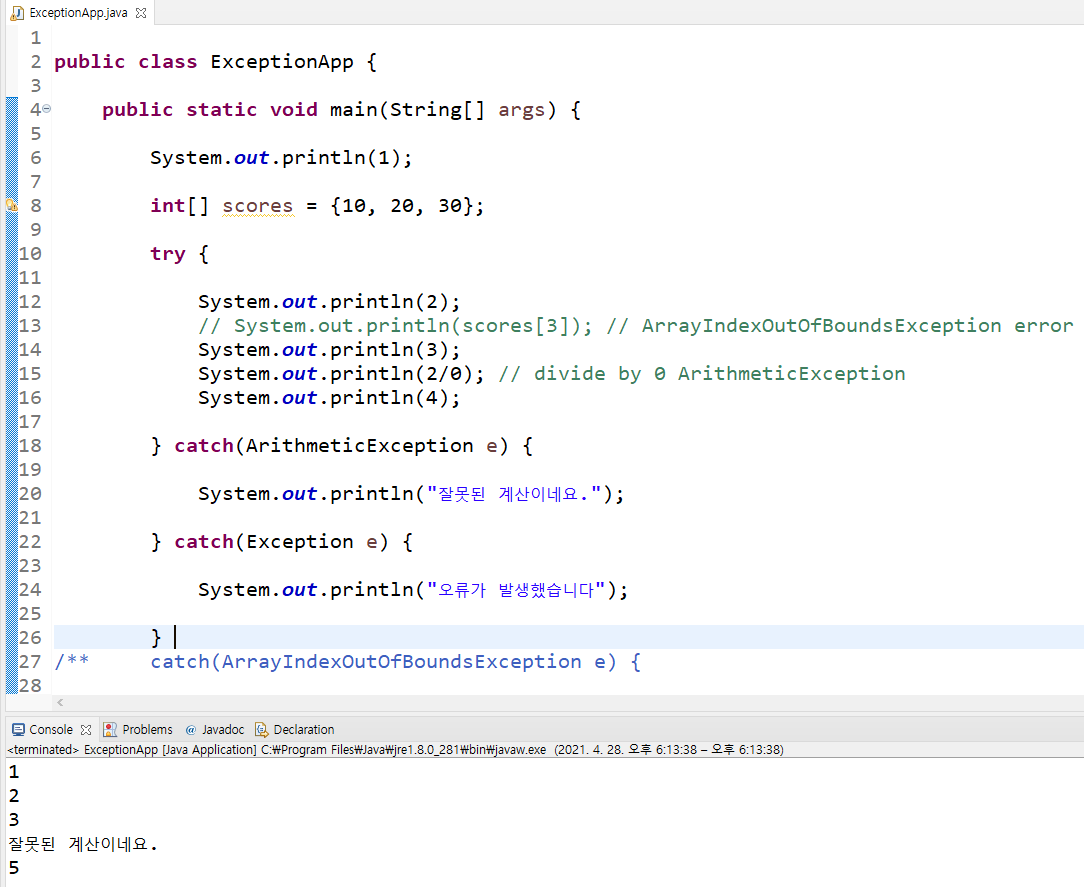 ExceptionApp.java
1
2 public class ExceptionApp {
3
4 public static void main(String[] args) {
5
6 System.out.println(1);
7
8 int[] scores = {10, 20, 30};
9
10 try {
11
12 System.out.println(2);
13 // System.out.println(scores[3]); // ArrayIndexOutOfBoundsException error
14 System.out.println(3);
15 System.out.println(2/0); // divide by 0 ArithmeticException
16 System.out.println(4);
17
18 } catch(ArithmeticException e) {
19
20 System.out.println("잘못된 계산이네요.");
21
22 } catch(Exception e) {
23
24 System.out.println("오류가 발생했습니다");
25
26 }
27 /** catch(ArrayIndexOutOfBoundsException e) {
28
Console Problems @ Javadoc Declaration
<terminated> ExceptionApp [Java Application] C:₩Program Files₩Java₩jre1.8.0_281₩bin₩javaw.exe (2021. 4. 28. 오후 6:13:38 – 오후 6:13:38)
1
2
3
잘못된 계산이네요.
5